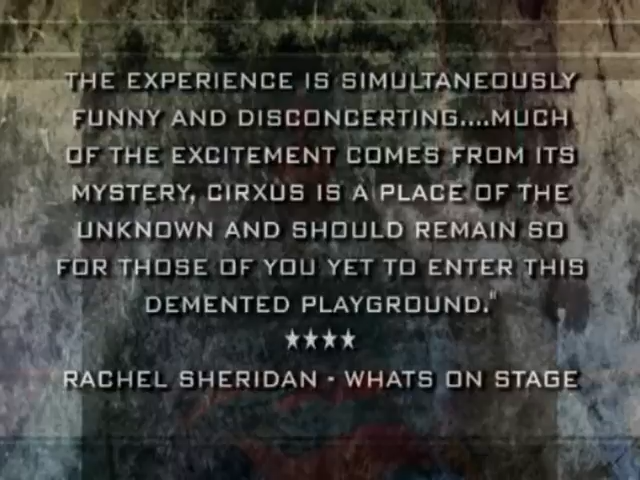 THE EXPERIENCE IS SIMULTANEOUSLY
FUNNY AND DISCONCERTING....MUCH
OF THE EXCITEMENT COMES FROM ITS
MYSTERY, CIRXUS IS A PLACE OF THE
UNKNOWN AND SHOULD REMAIN SO
FOR THOSE OF YOU YET TO ENTER THIS
DEMENTED PLAYGROUND."
★★★★
RACHEL SHERIDAN - WHATS ON STAGE